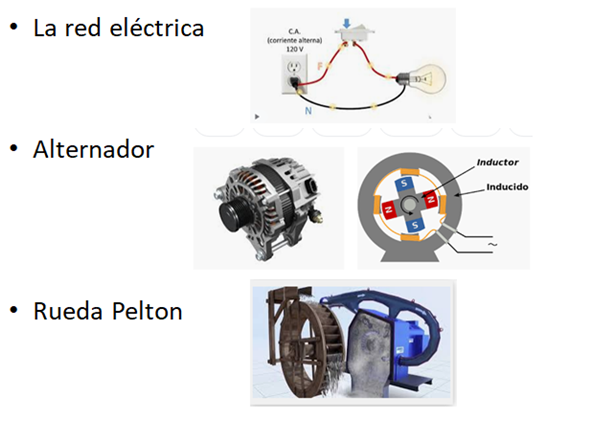 La red eléctrica
C.A.
(corriente alterna)
120 V
F
N
Alternador
Inductor
Inducido
S
N
N
S
~
Rueda Pelton